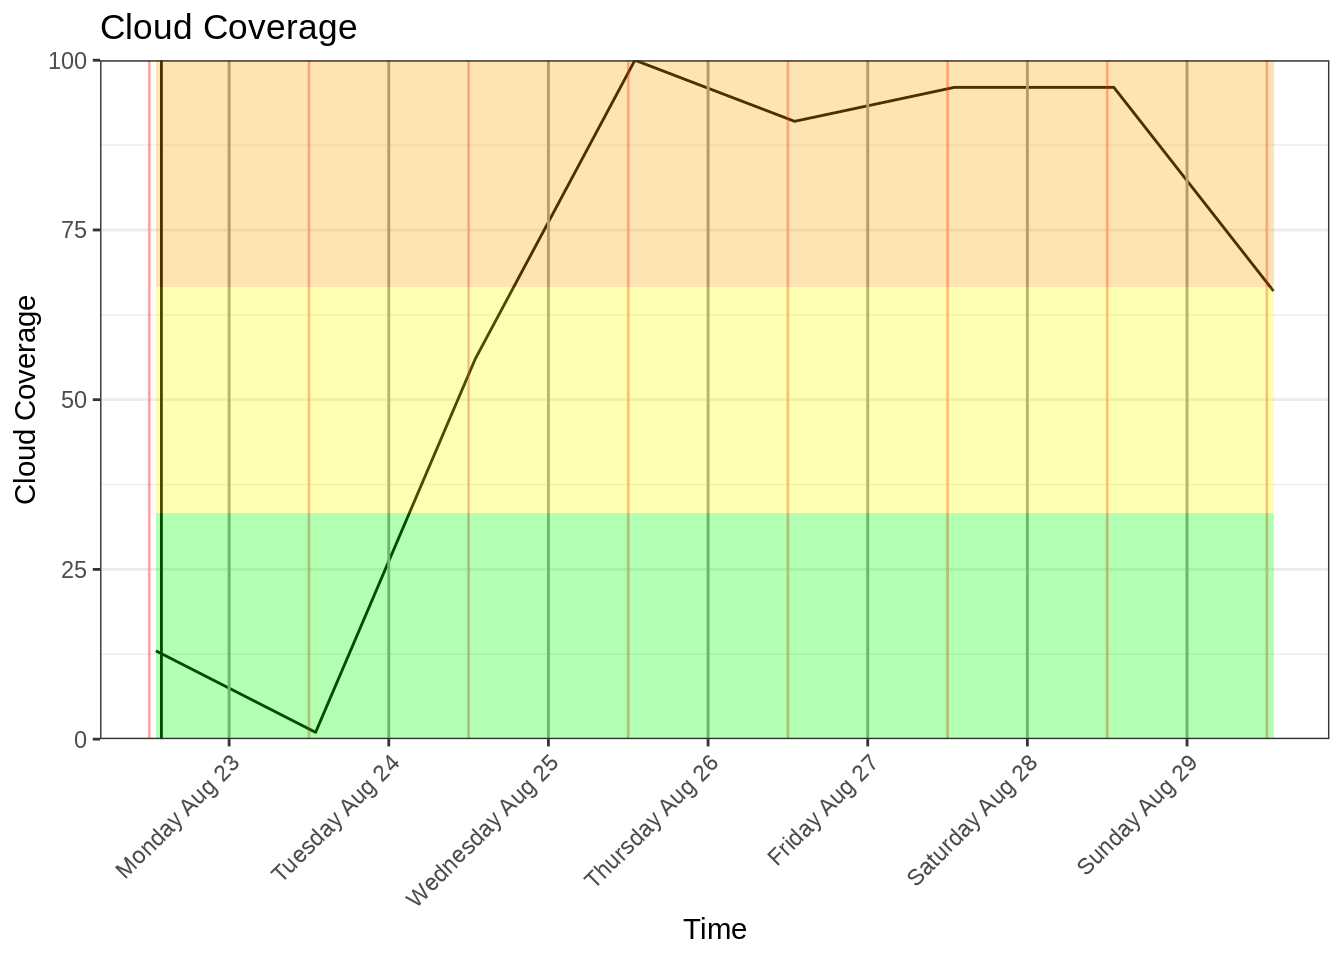 Cloud Coverage
100
75
50
25
0
Cloud Coverage
Monday Aug 23
Tuesday Aug 24
Wednesday Aug 25
Thursday Aug 26
Friday Aug 27
Saturday Aug 28
Sunday Aug 29
Time